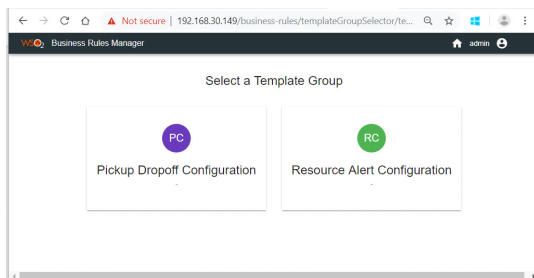 Not secure | 192.168.30.149/business-rules/templateGroupSelector/te...
WSO2 Business Rules Manager admin
Select a Template Group
PC RC
Pickup Dropoff Configuration Resource Alert Configuration
- -